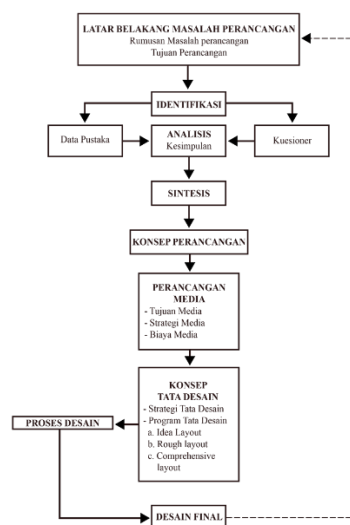 LATAR BELAKANG MASALAH PERANCANGAN
Rumusan Masalah perancangan
Tujuan Perancangan
IDENTIFIKASI
Data Pustaka
ANALISIS
Kesimpulan
Kuesioner
SINTESIS
KONSEP PERANCANGAN
PERANCANGAN
MEDIA
- Tujuan Media
- Strategi Media
- Biaya Media
KONSEP
TATA DESAIN
- Strategi Tata Desain
- Program Tata Desain
a. Idea Layout
b. Rough layout
c. Comprehensive
layout
PROSES DESAIN
DESAIN FINAL